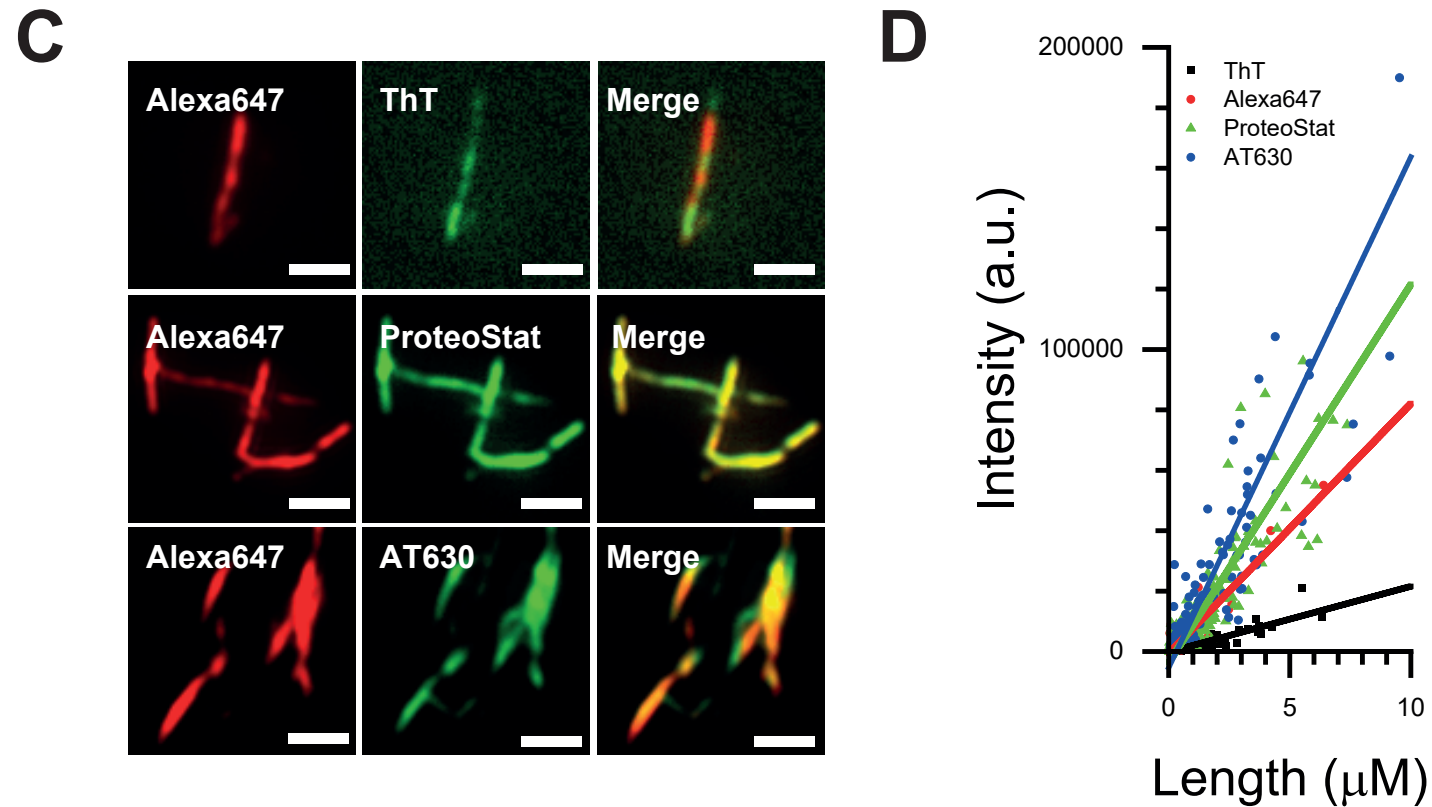 C
Alexa647 ThT Merge
Alexa647 ProteoStat Merge
Alexa647 AT630 Merge
D
200000
100000
0
ThT
Alexa647
ProteoStat
AT630
Intensity (a.u.)
0 5 10
Length (μM)